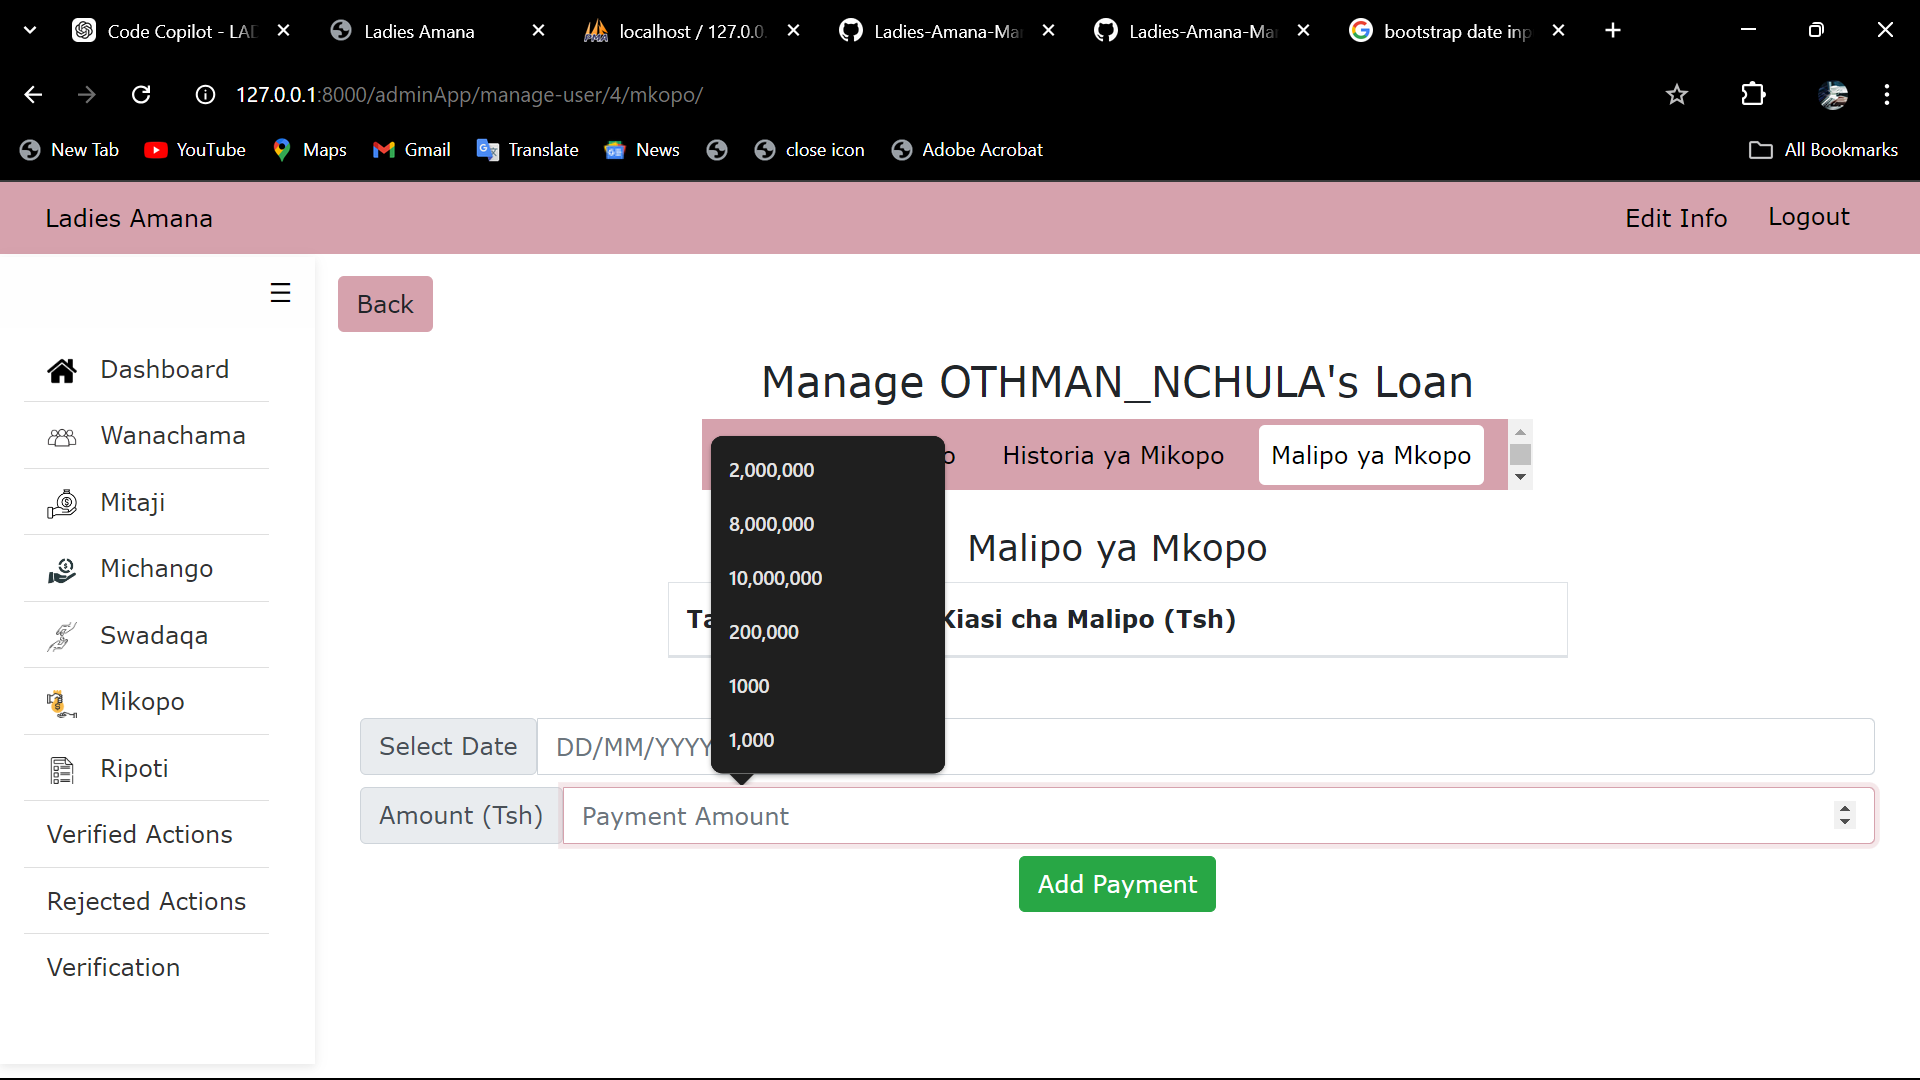 Code Copilot - LAD
Ladies Amana
localhost / 127.0.0.
Ladies-Amana-Ma
Ladies-Amana-Ma
bootstrap date inp
127.0.0.1:8000/adminApp/manage-user/4/mkopo/
New Tab
YouTube
Maps
Gmail
Translate
News
close icon
Adobe Acrobat
All Bookmarks
Ladies Amana
Edit Info
Logout
Back
Dashboard
Wanachama
Mitaji
Michango
Swadaqa
Mikopo
Ripoti
Verified Actions
Rejected Actions
Verification
Manage OTHMAN_NCHULA's Loan
Historia ya Mikopo
Malipo ya Mkopo
2,000,000
8,000,000
10,000,000
200,000
1000
1,000
Malipo ya Mkopo
Kiasi cha Malipo (Tsh)
Select Date
DD/MM/YYYY
Amount (Tsh)
Payment Amount
Add Payment